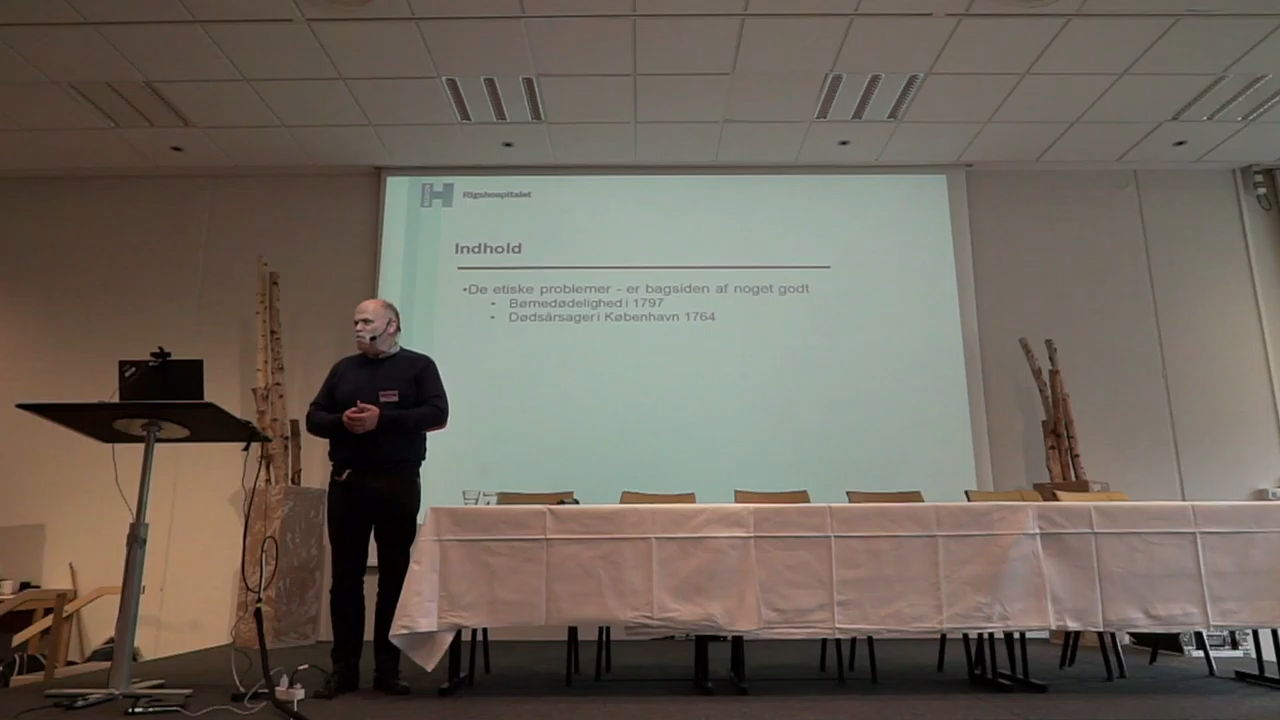 Rigshospitalet
Indhold
•De etiske problemer - er bagsiden af noget godt
• Børnedødelighed i 1797
• Dødsårsager i København 1764